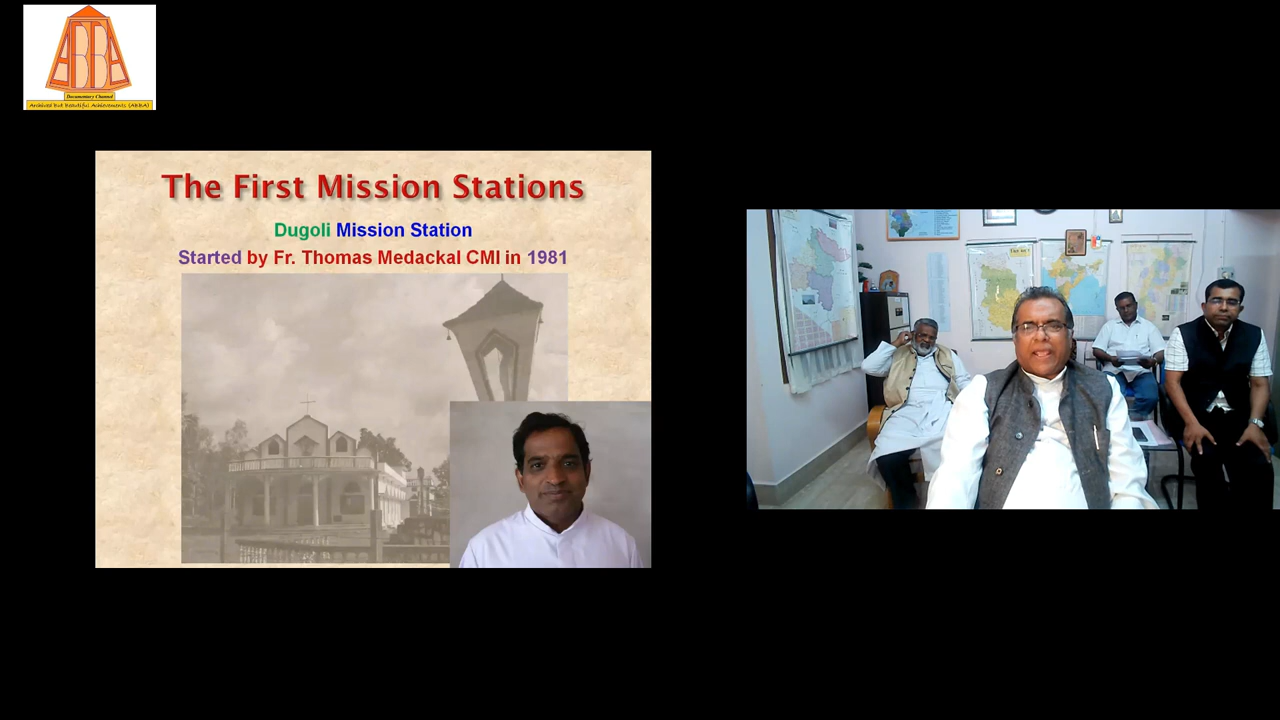 ABBA
Documentary Channel
Archived but Beautiful Achievements (ABBA)
The First Mission Stations
Dugoli Mission Station
Started by Fr. Thomas Medackal CMI in 1981